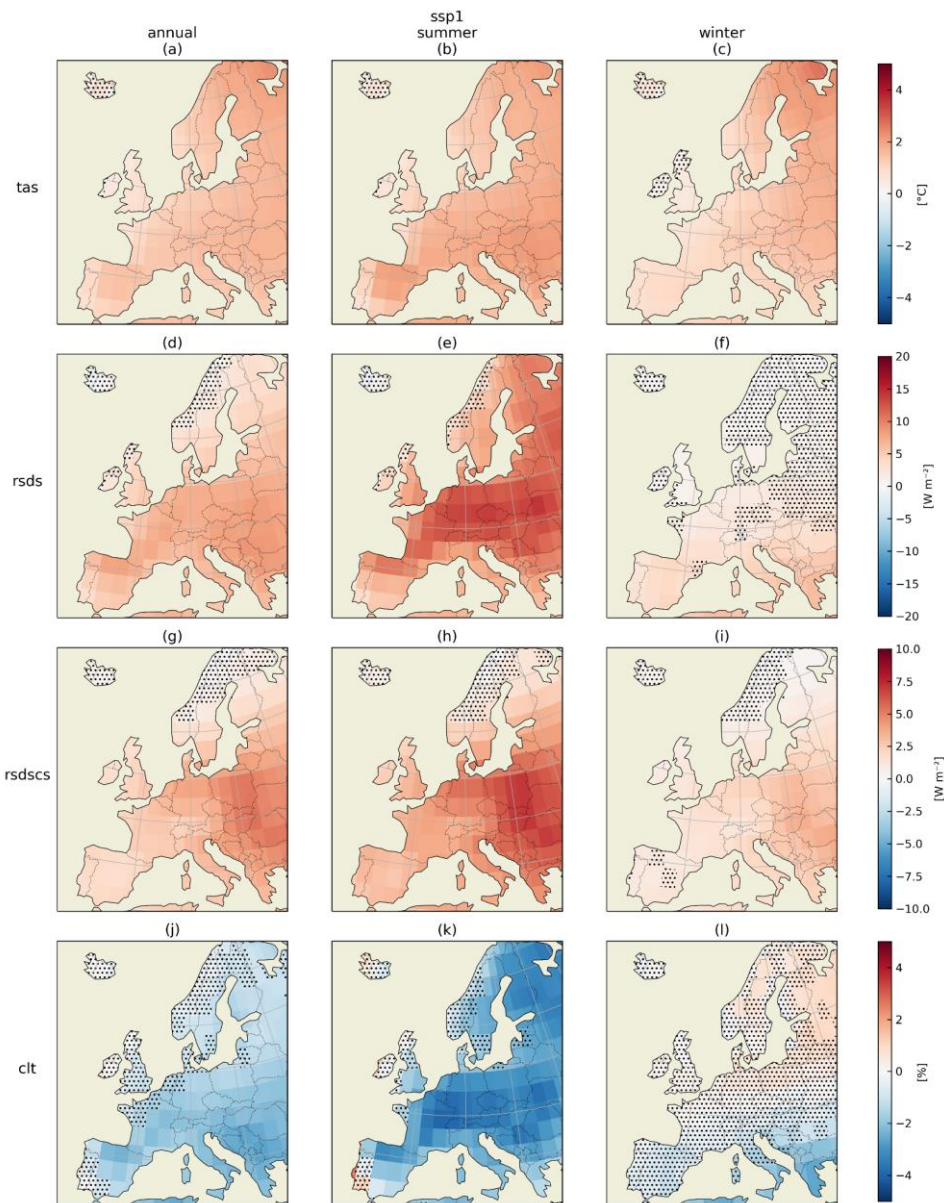 ssp1
annual summer winter
(a) (b) (c)
tas
4
2
0
−2
−4
[°C]
(d) (e) (f)
rsds
20
15
10
5
0
−5
−10
−15
−20
[W m⁻²]
(g) (h) (i)
rsdscs
10.0
7.5
5.0
2.5
0.0
−2.5
−5.0
−7.5
−10.0
[W m⁻²]
(j) (k) (l)
clt
4
2
0
−2
−4
[%]